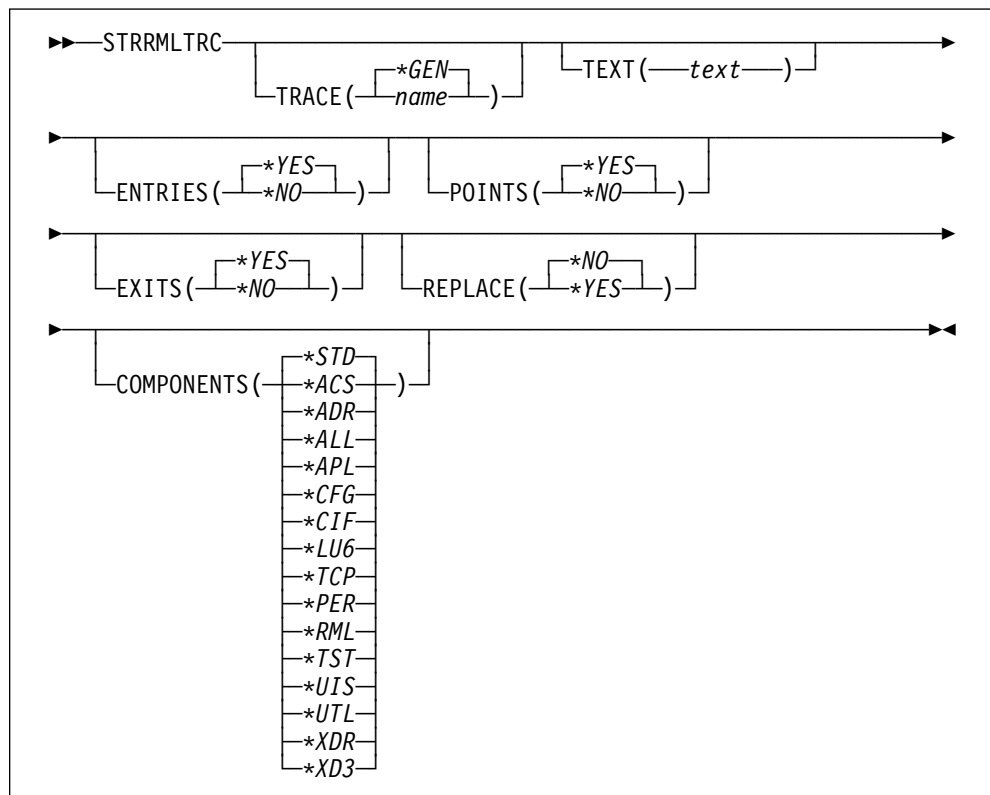 STRRMLTRC
*GEN
TRACE( name )
TEXT( text )
*YES
ENTRIES( *NO )
*YES
POINTS( *NO )
*YES
EXITS( *NO )
*NO
REPLACE( *YES )
*STD
COMPONENTS( *ACS )
*ADR
*ALL
*APL
*CFG
*CIF
*LU6
*TCP
*PER
*RML
*TST
*UIS
*UTL
*XDR
*XD3